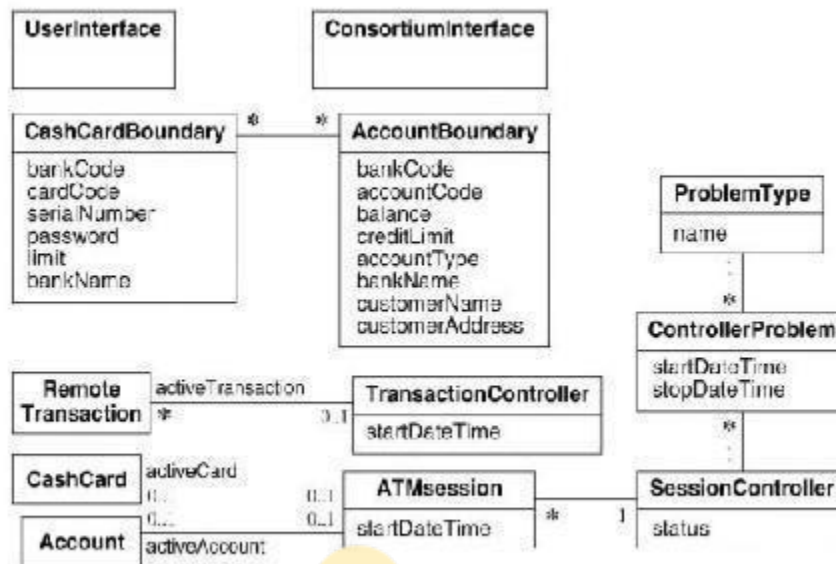 UserInterface
ConsortiumInterface
CashCardBoundary
*
*
AccountBoundary
bankCode
cardCode
serialNumber
password
limit
bankName
bankCode
accountCode
balance
creditLimit
accountType
bankName
customerName
customerAddress
ProblemType
name
*
ControllerProblem
startDateTime
stopDateTime
*
Remote
Transaction
activeTransaction
*
0..1
TransactionController
startDateTime
CashCard
activeCard
0..1
ATMsession
startDateTime
*
1
SessionController
status
Account
0..1
activeAccount